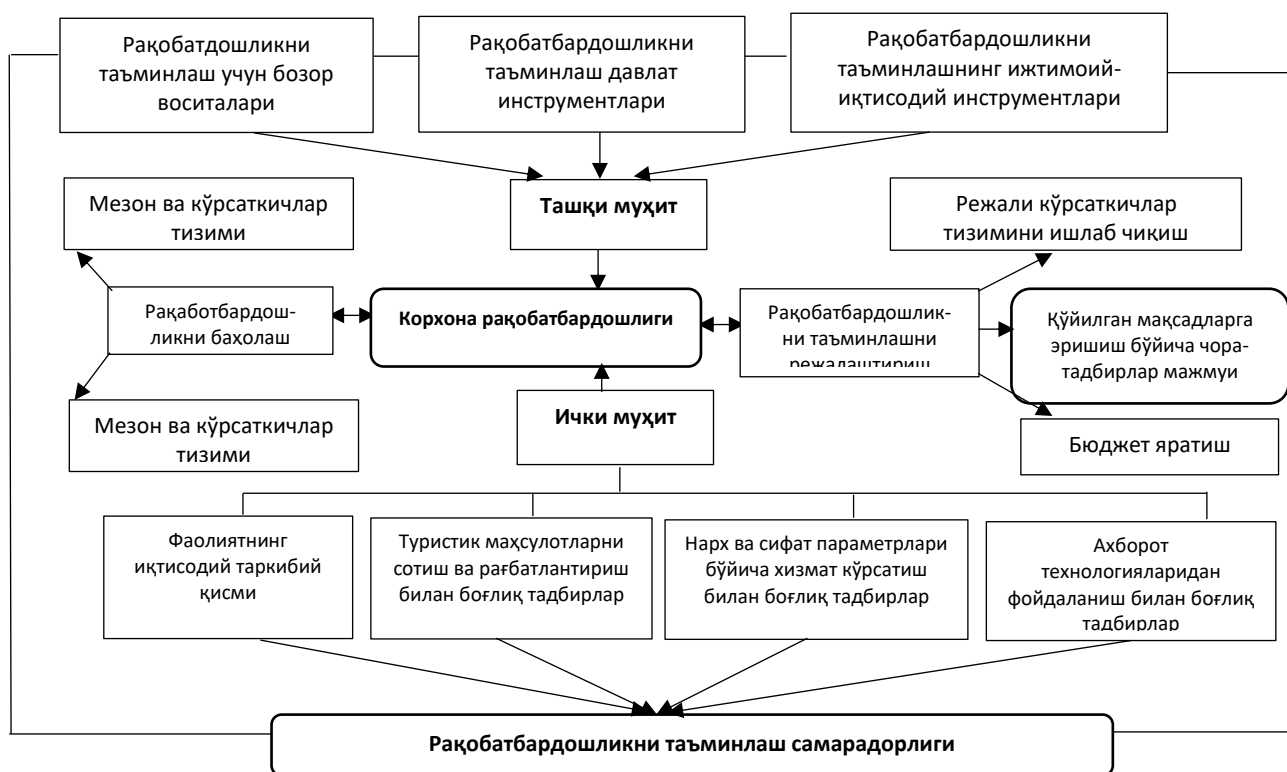 Рақобатдошликни
таъминлаш учун бозор
воситалари
Рақобатбардошликни
таъминлаш давлат
инструментлари
Рақобатбардошликни
таъминлашнинг ижтимоий-
иқтисодий инструментлари
Мезон ва кўрсаткичлар
тизими
Ташқи муҳит
Режали кўрсаткичлар
тизимини ишлаб чиқиш
Рақаботбардош-
ликни бахолаш
Корхона рақобатбардошлиги
Рақобатбардошлик-
ни таъминлашни
режалаштириш
Қўйилган мақсадларга
эришиш бўйича чора-
тадбирлар мажмуи
Мезон ва кўрсаткичлар
тизими
Ички муҳит
Бюджет яратиш
Фаолиятнинг
иқтисодий таркибий
қисми
Туристик маҳсулотларни
сотиш ва рағбатлантириш
билан боғлиқ тадбирлар
Нарх ва сифат параметрлари
бўйича хизмат кўрсатиш
билан боғлиқ тадбирлар
Ахборот
технологияларидан
фойдаланиш билан боғлиқ
тадбирлар
Рақобатбардошликни таъминлаш самарадорлиги